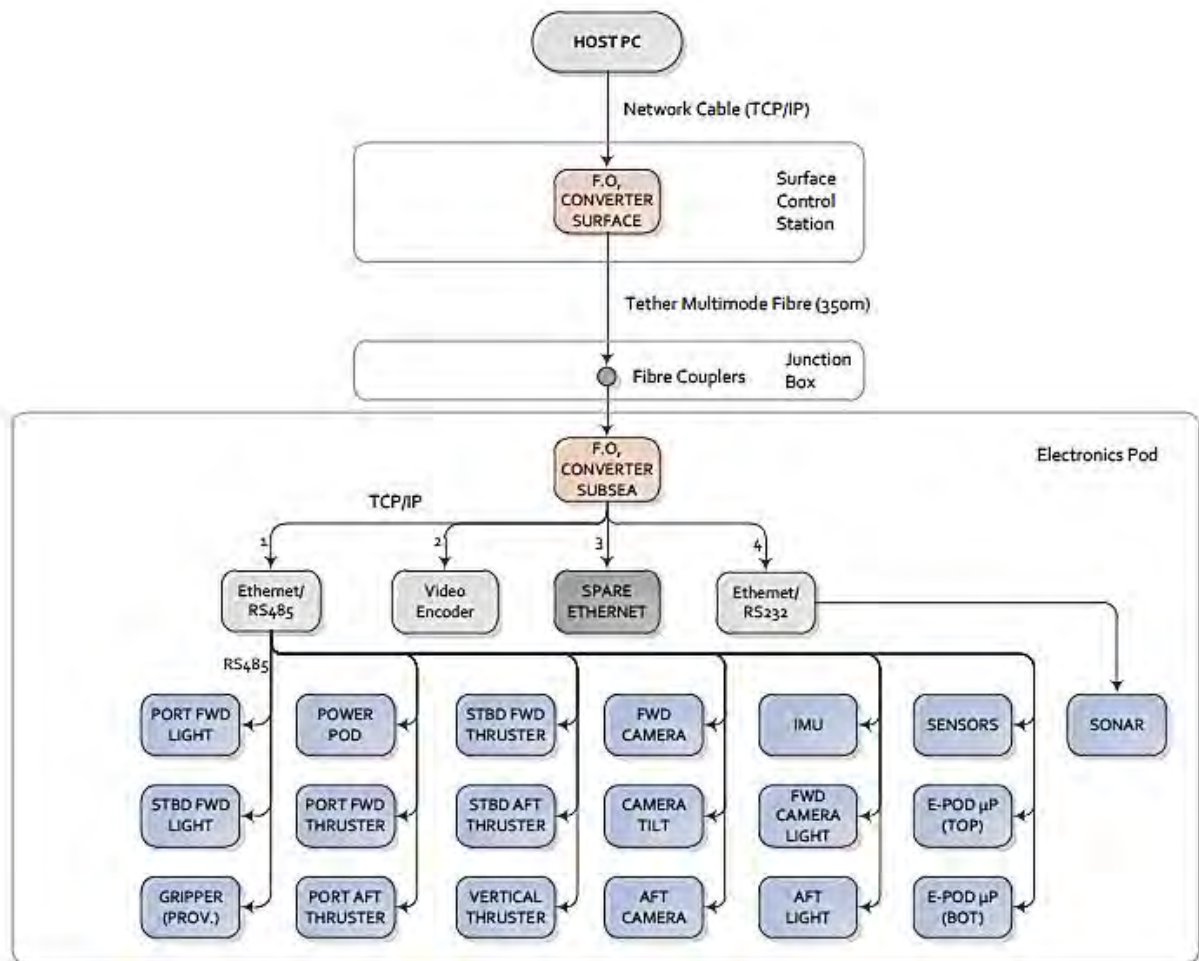 HOST PC
Network Cable (TCP/IP)
F.O,
CONVERTER
SURFACE
Surface
Control
Station
Tether Multimode Fibre (350m)
Fibre Couplers
Junction
Box
F.O,
CONVERTER
SUBSEA
Electronics Pod
TCP/IP
1
2
3
4
Ethernet/
RS485
Video
Encoder
SPARE
ETHERNET
Ethernet/
RS232
RS485
PORT FWD
LIGHT
POWER
POD
STBD FWD
THRUSTER
FWD
CAMERA
IMU
SENSORS
SONAR
STBD FWD
LIGHT
PORT FWD
THRUSTER
STBD AFT
THRUSTER
CAMERA
TILT
FWD
CAMERA
LIGHT
E-POD µP
(TOP)
GRIPPER
(PROV.)
PORT AFT
THRUSTER
VERTICAL
THRUSTER
AFT
CAMERA
AFT
LIGHT
E-POD µP
(BOT)